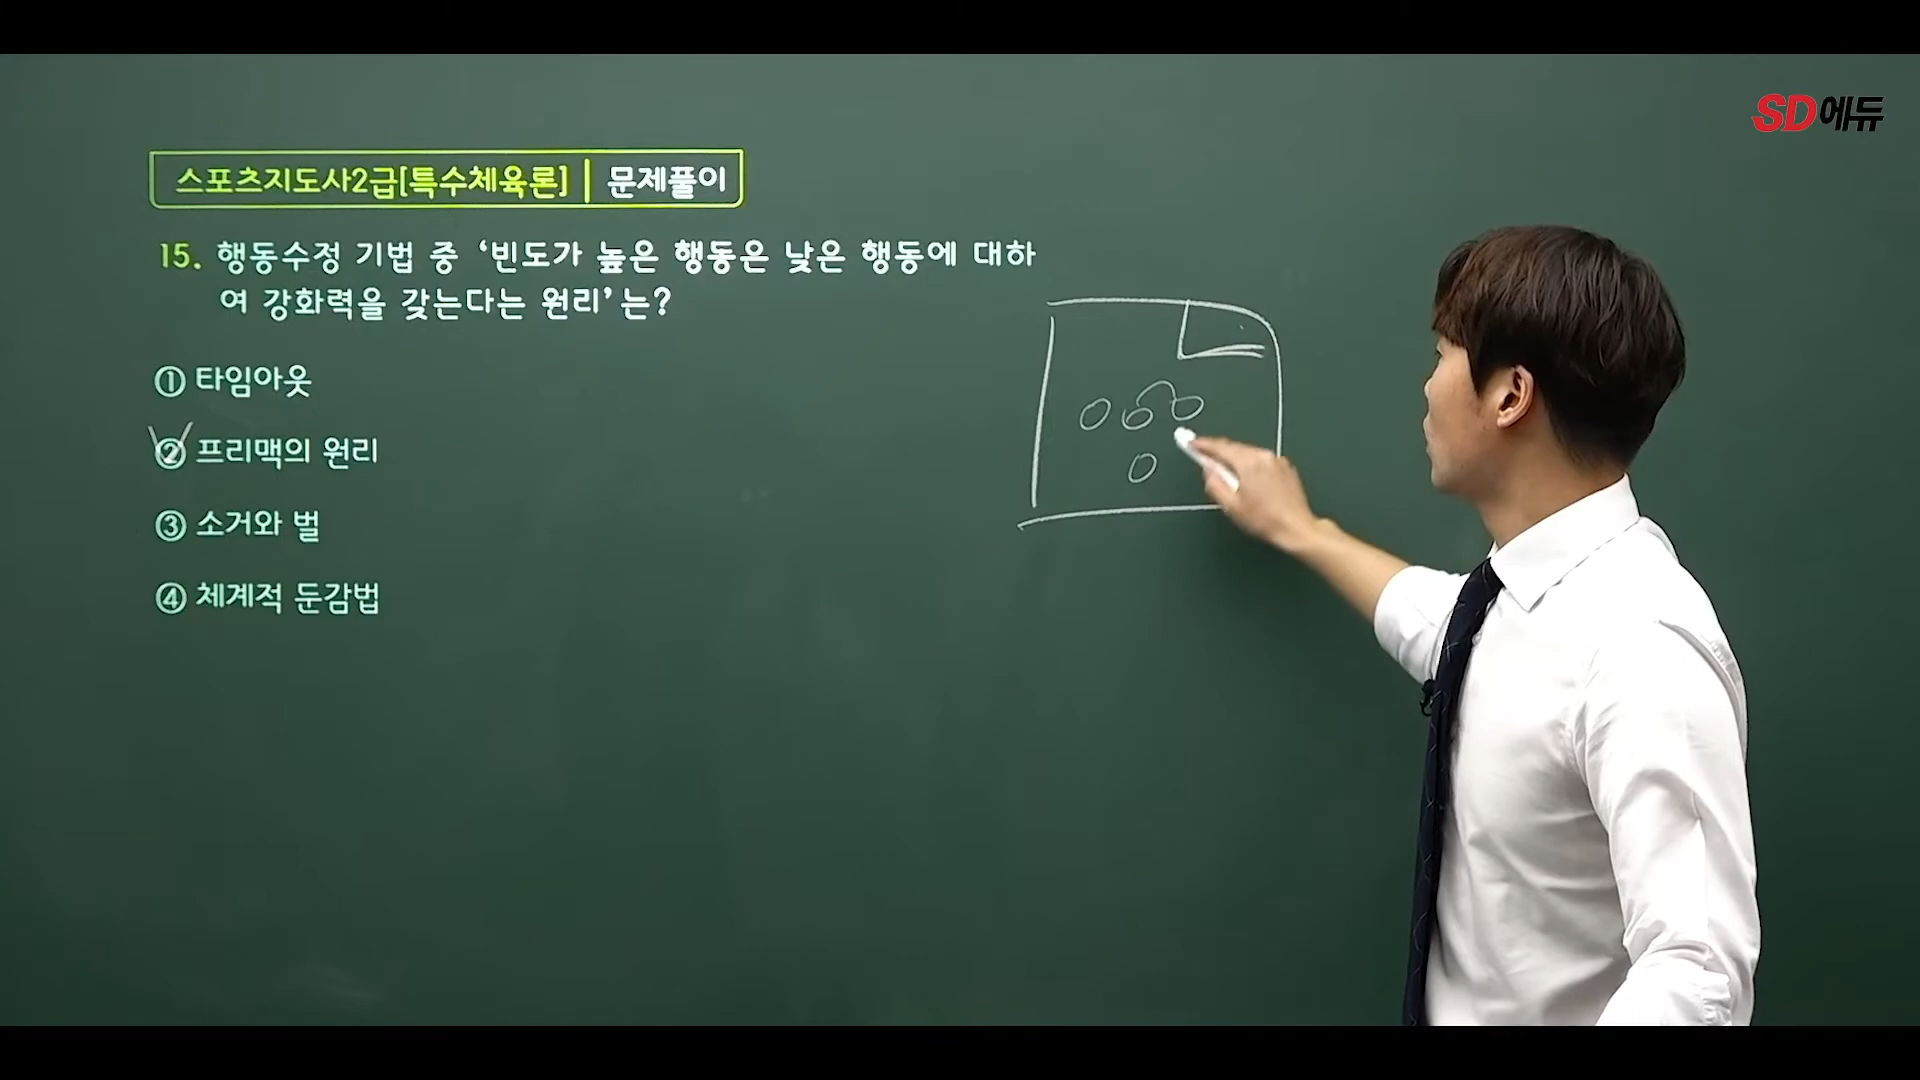 SD에듀
스포츠지도사2급[특수체육론] | 문제풀이
15. 행동수정 기법 중 ‘빈도가 높은 행동은 낮은 행동에 대하
여 강화력을 갖는다는 원리’는?
① 타임아웃
② 프리맥의 원리
③ 소거와 벌
④ 체계적 둔감법